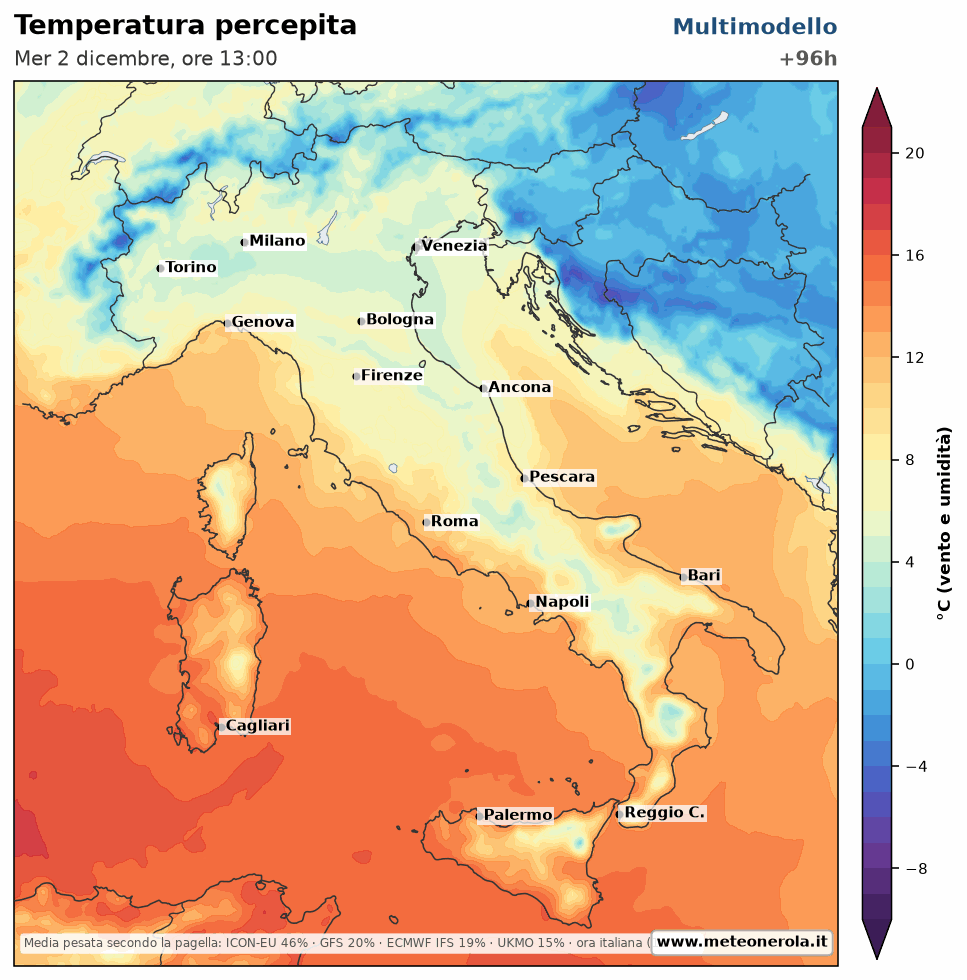 Temperatura percepita
Multimodello
Mer 2 dicembre, ore 13:00
+96h
Milano
Venezia
Torino
Genova
Bologna
Firenze
Ancona
Pescara
Roma
Bari
Napoli
Cagliari
Palermo
Reggio C.
20
16
12
8
4
0
−4
−8
°C (vento e umidità)
Media pesata secondo la pagella: ICON-EU 46% · GFS 20% · ECMWF IFS 19% · UKMO 15% · ora italiana (
www.meteonerola.it